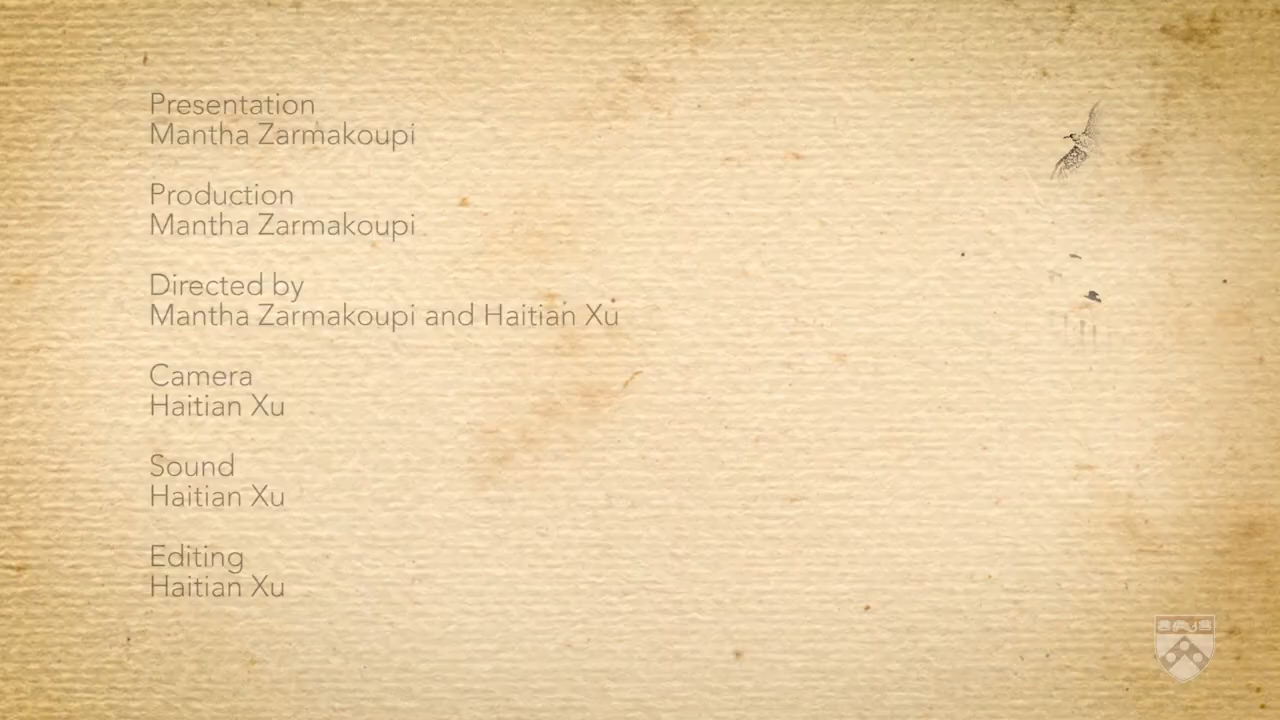 Presentation
Mantha Zarmakoupi
Production
Mantha Zarmakoupi
Directed by
Mantha Zarmakoupi and Haitian Xu
Camera
Haitian Xu
Sound
Haitian Xu
Editing
Haitian Xu